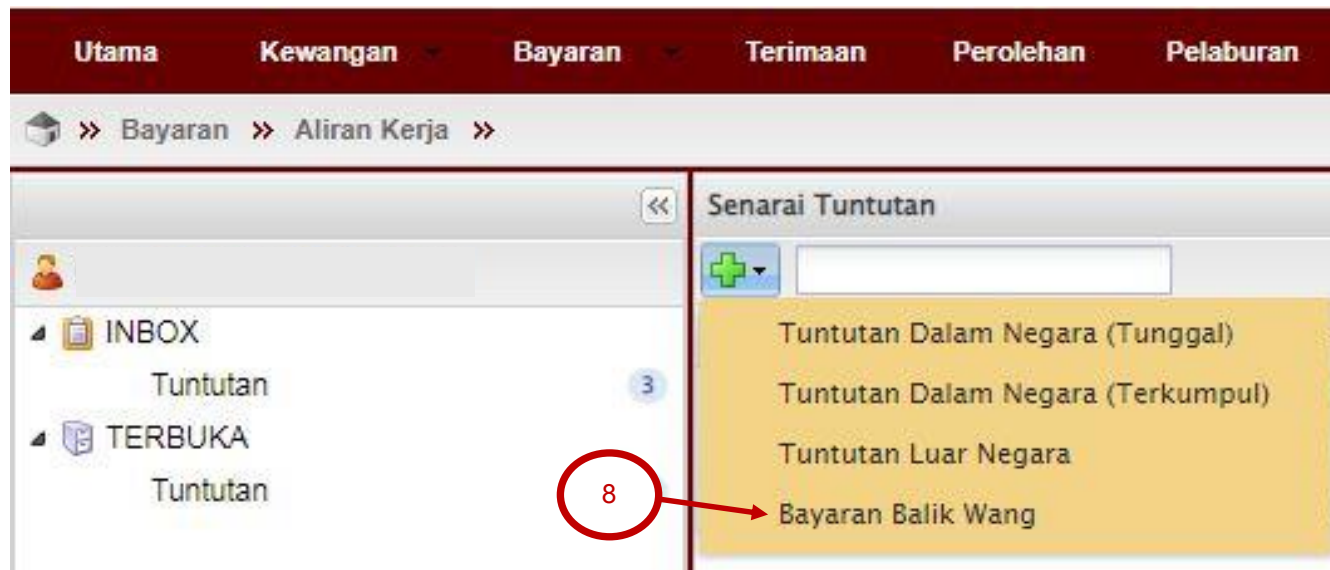 Utama Kewangan Bayaran Terimaan Perolehan Pelaburan
» Bayaran » Aliran Kerja »
Senarai Tuntutan
INBOX
Tuntutan 3
TERBUKA
Tuntutan
Tuntutan Dalam Negara (Tunggal)
Tuntutan Dalam Negara (Terkumpul)
Tuntutan Luar Negara
8
Bayaran Balik Wang